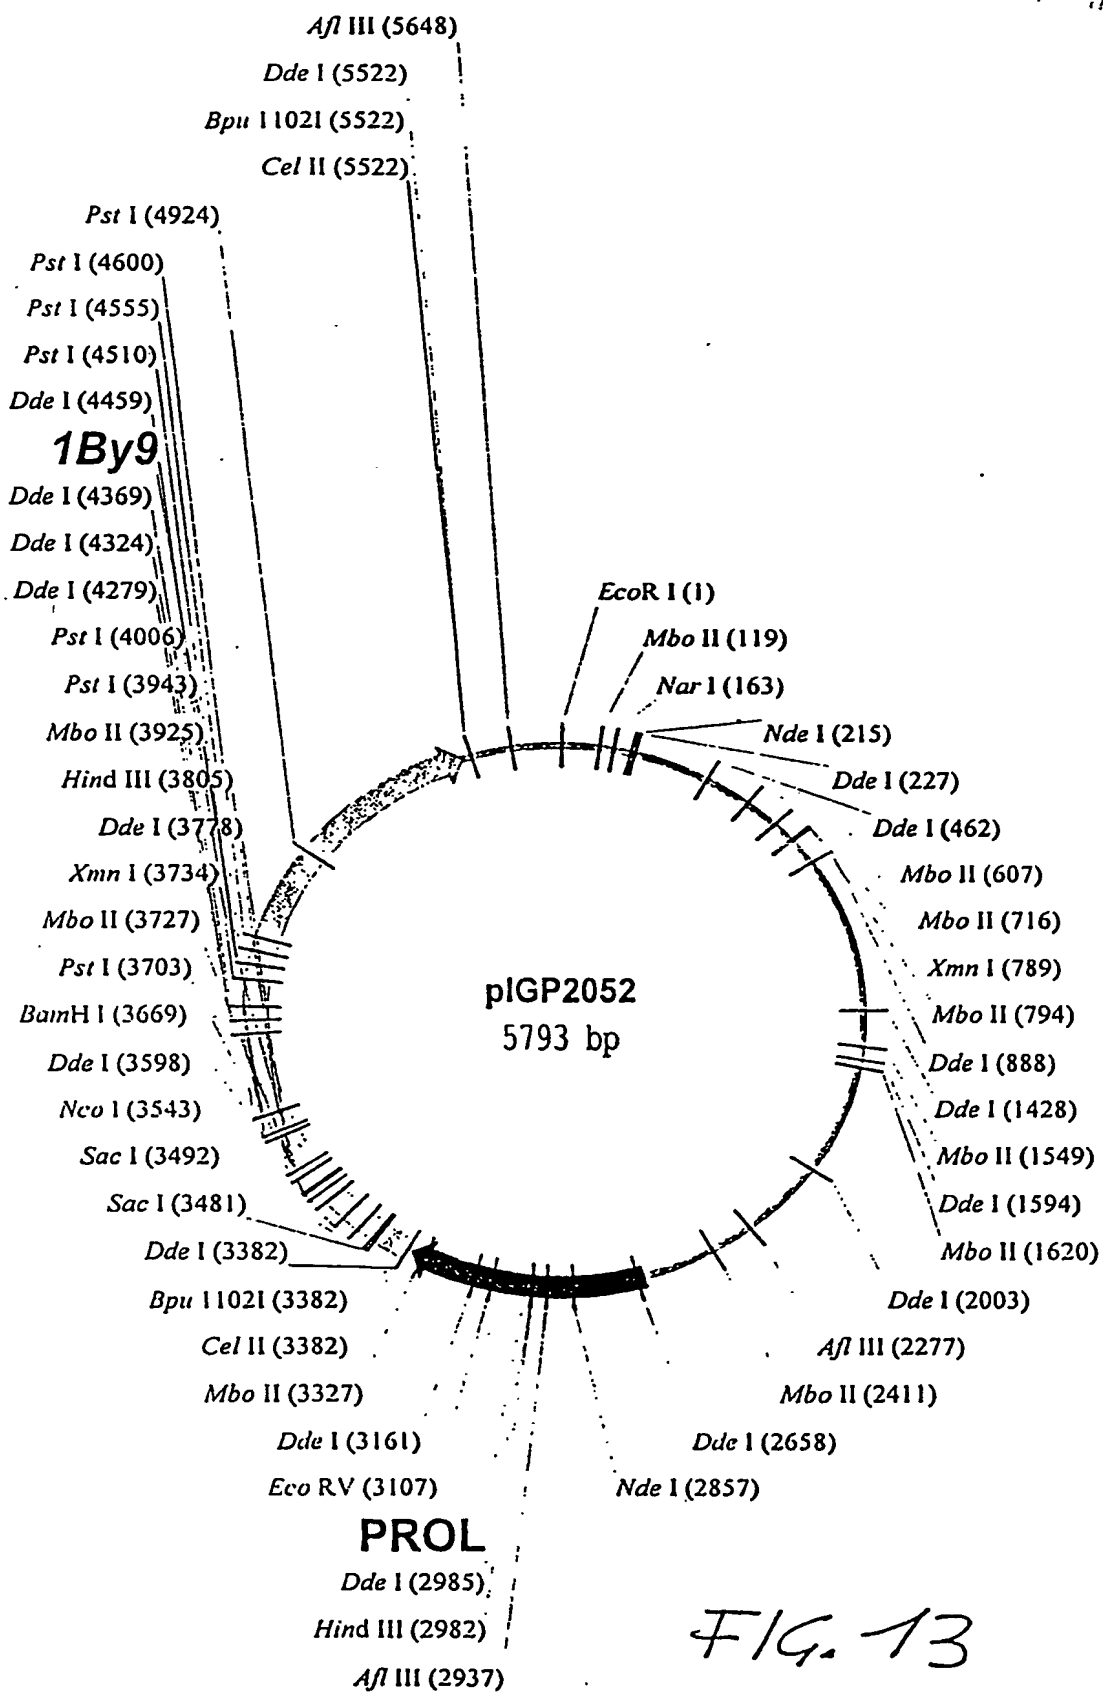 Afl III (5648)
Dde I (5522)
Bpu 1102I (5522)
Cel II (5522)
Pst I (4924)
Pst I (4600)
Pst I (4555)
Pst I (4510)
Dde I (4459)
1By9
Dde I (4369)
Dde I (4324)
Dde I (4279)
Pst I (4006)
Pst I (3943)
Mbo II (3925)
Hind III (3805)
Dde I (3778)
Xmn I (3734)
Mbo II (3727)
Pst I (3703)
BamH I (3669)
Dde I (3598)
Nco I (3543)
Sac I (3492)
Sac I (3481)
Dde I (3382)
Bpu 1102I (3382)
Cel II (3382)
Mbo II (3327)
Dde I (3161)
Eco RV (3107)
PROL
Dde I (2985)
Hind III (2982)
Afl III (2937)
EcoR I (1)
Mbo II (119)
Nar I (163)
Nde I (215)
Dde I (227)
Dde I (462)
Mbo II (607)
Mbo II (716)
Xmn I (789)
Mbo II (794)
Dde I (888)
Dde I (1428)
Mbo II (1549)
Dde I (1594)
Mbo II (1620)
Dde I (2003)
Afl III (2277)
Mbo II (2411)
Dde I (2658)
Nde I (2857)
pIGP2052
5793 bp
FIG. 13